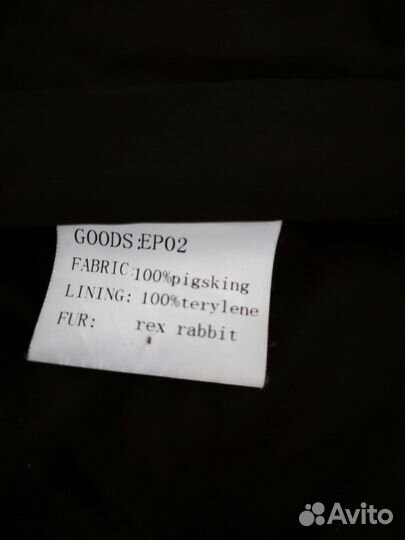 GOODS:EP02
FABRIC:100%pigsking
LINING: 100%terylene
FUR: rex rabbit
Avito